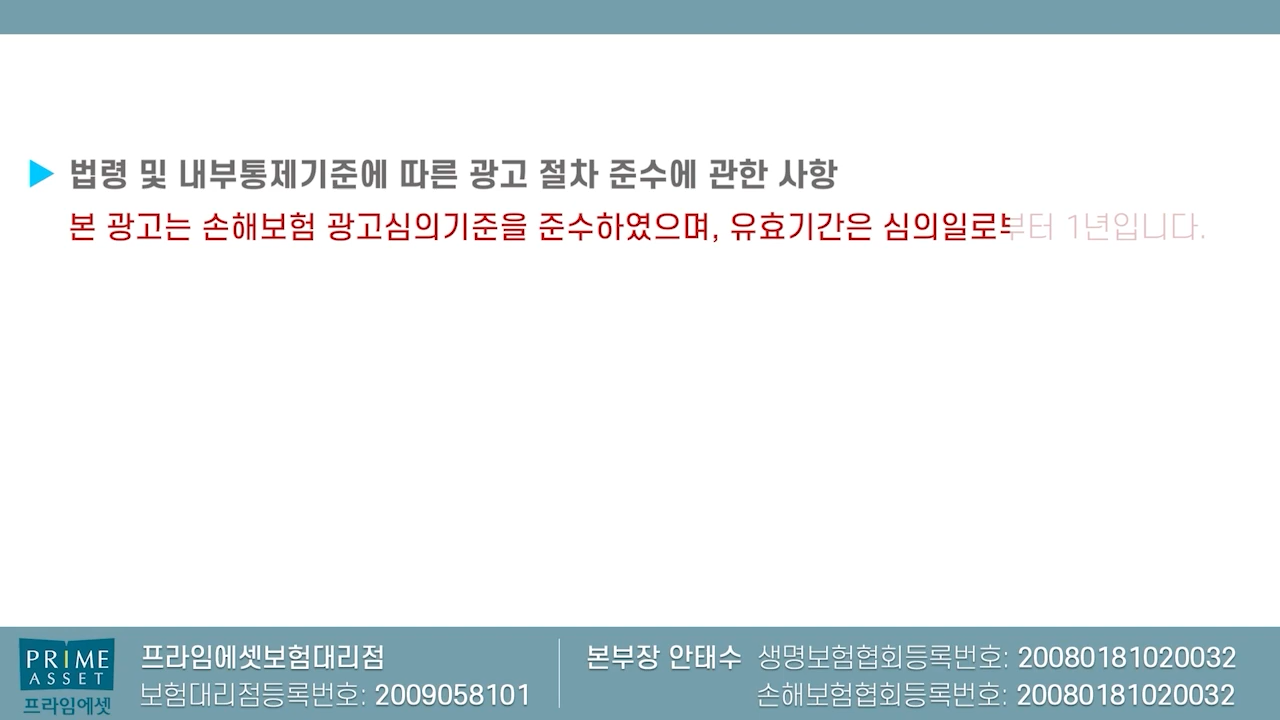 ▶ 법령 및 내부통제기준에 따른 광고 절차 준수에 관한 사항
본 광고는 손해보험 광고심의기준을 준수하였으며, 유효기간은 심의일로부터 1년입니다.
PRIME
ASSET
프라임에셋
프라임에셋보험대리점
보험대리점등록번호: 2009058101
본부장 안태수 생명보험협회등록번호: 20080181020032
손해보험협회등록번호: 20080181020032